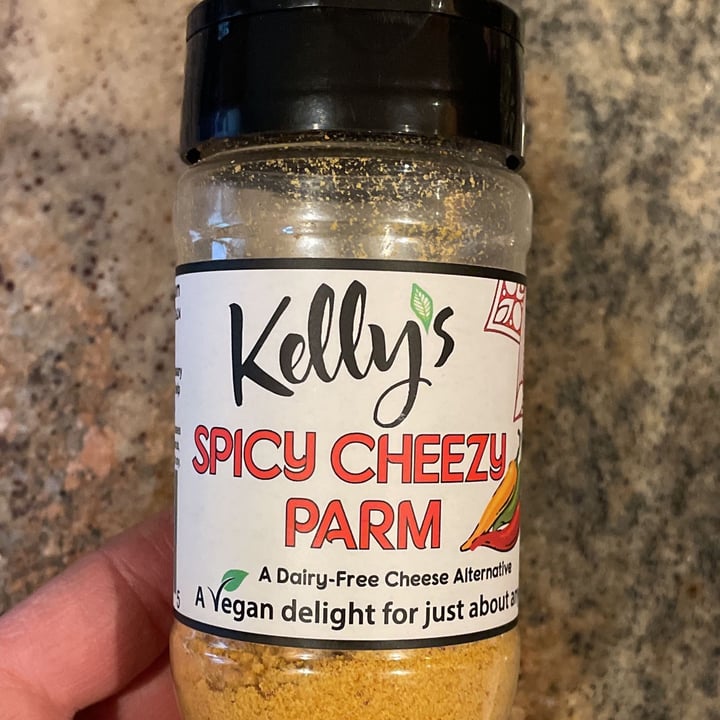 Kelly's
SPICY CHEEZY
PARM
A Dairy-Free Cheese Alternative
A Vegan delight for just about